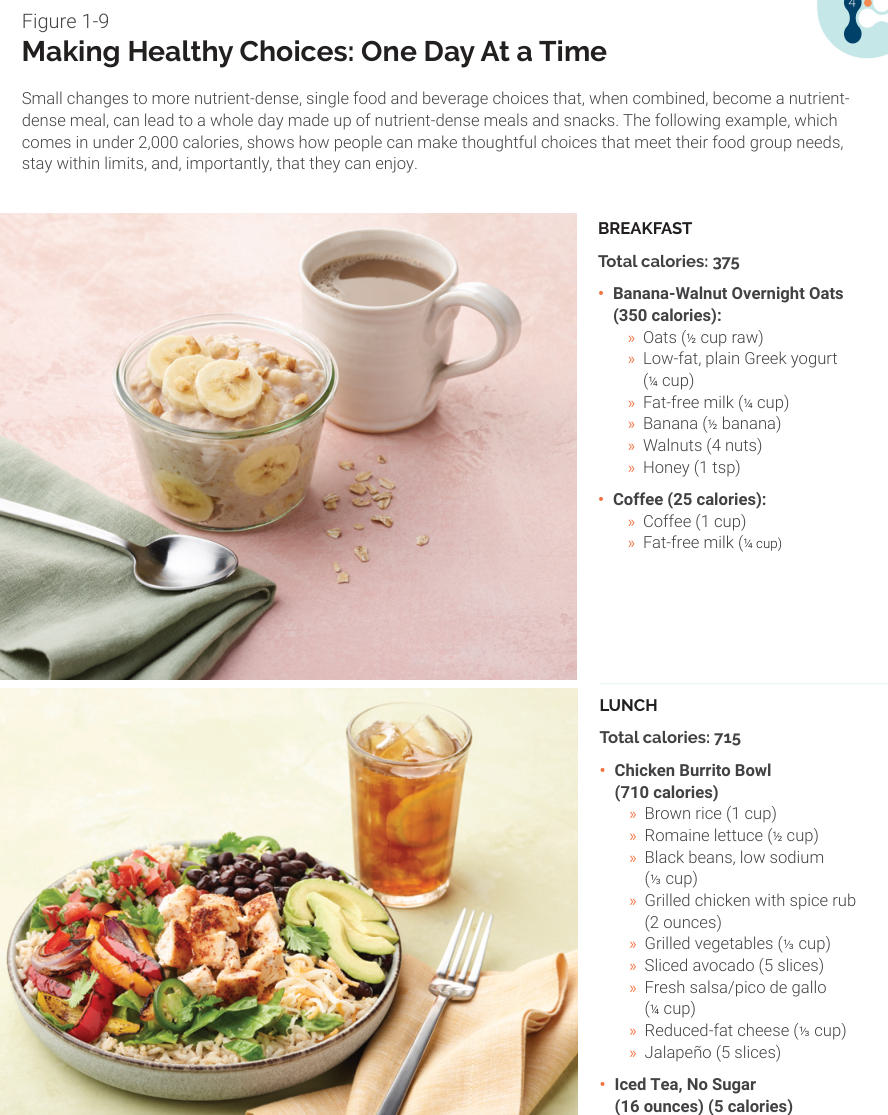 4
Figure 1-9
Making Healthy Choices: One Day At a Time
Small changes to more nutrient-dense, single food and beverage choices that, when combined, become a nutrient-
dense meal, can lead to a whole day made up of nutrient-dense meals and snacks. The following example, which
comes in under 2,000 calories, shows how people can make thoughtful choices that meet their food group needs,
stay within limits, and, importantly, that they can enjoy.
BREAKFAST
Total calories: 375
• Banana-Walnut Overnight Oats
(350 calories):
» Oats (½ cup raw)
» Low-fat, plain Greek yogurt
(¼ cup)
» Fat-free milk (¼ cup)
» Banana (½ banana)
» Walnuts (4 nuts)
» Honey (1 tsp)
• Coffee (25 calories):
» Coffee (1 cup)
» Fat-free milk (¼ cup)
LUNCH
Total calories: 715
• Chicken Burrito Bowl
(710 calories)
» Brown rice (1 cup)
» Romaine lettuce (½ cup)
» Black beans, low sodium
(⅓ cup)
» Grilled chicken with spice rub
(2 ounces)
» Grilled vegetables (⅓ cup)
» Sliced avocado (5 slices)
» Fresh salsa/pico de gallo
(¼ cup)
» Reduced-fat cheese (⅓ cup)
» Jalapeño (5 slices)
• Iced Tea, No Sugar
(16 ounces) (5 calories)